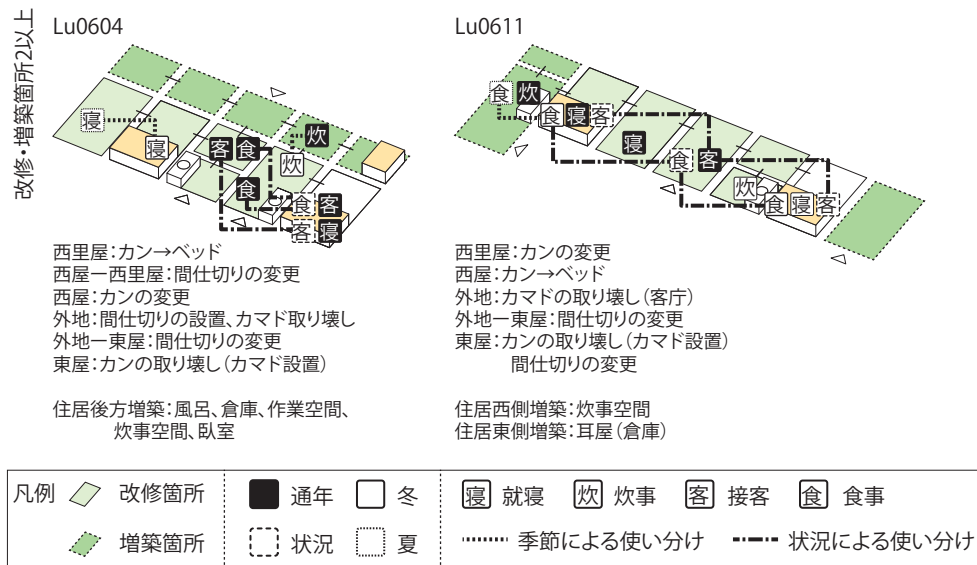 改修・増築箇所2以上
Lu0604
寝
寝
客 食
食
炊
炊
食 客
客 寝
西里屋：カン→ベッド
西屋ー西里屋：間仕切りの変更
西屋：カンの変更
外地：間仕切りの設置、カマド取り壊し
外地ー東屋：間仕切りの変更
東屋：カンの取り壊し（カマド設置）
住居後方増築：風呂、倉庫、作業空間、
炊事空間、臥室
Lu0611
食 炊
食 寝 客
寝
食 客
炊
食 寝 客
西里屋：カンの変更
西屋：カン→ベッド
外地：カマドの取り壊し（客庁）
外地ー東屋：間仕切りの変更
東屋：カンの取り壊し（カマド設置）
間仕切りの変更
住居西側増築：炊事空間
住居東側増築：耳屋（倉庫）
凡例 改修箇所 通年 冬 寝 就寝 炊 炊事 客 接客 食 食事
増築箇所 状況 夏 季節による使い分け 状況による使い分け